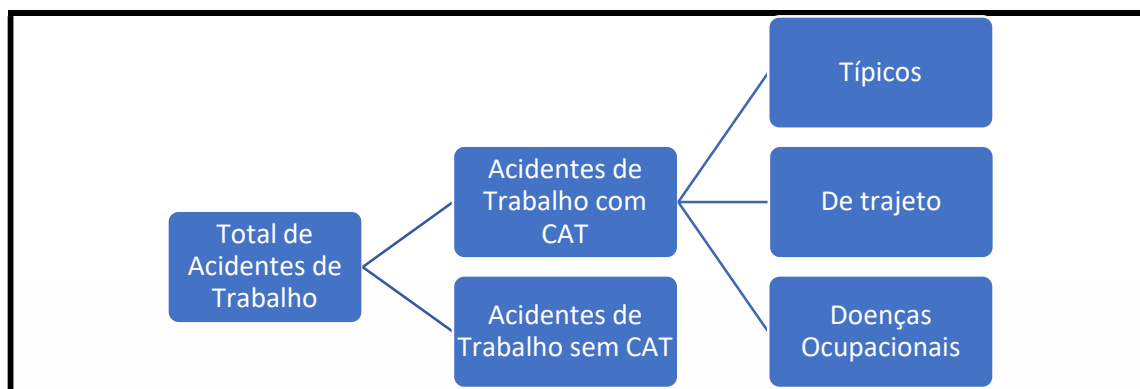 Total de
Acidentes de
Trabalho
Acidentes de
Trabalho com
CAT
Acidentes de
Trabalho sem CAT
Típicos
De trajeto
Doenças
Ocupacionais